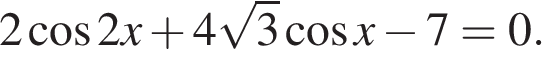 2 cos 2x + 4√3 cos x − 7 = 0.